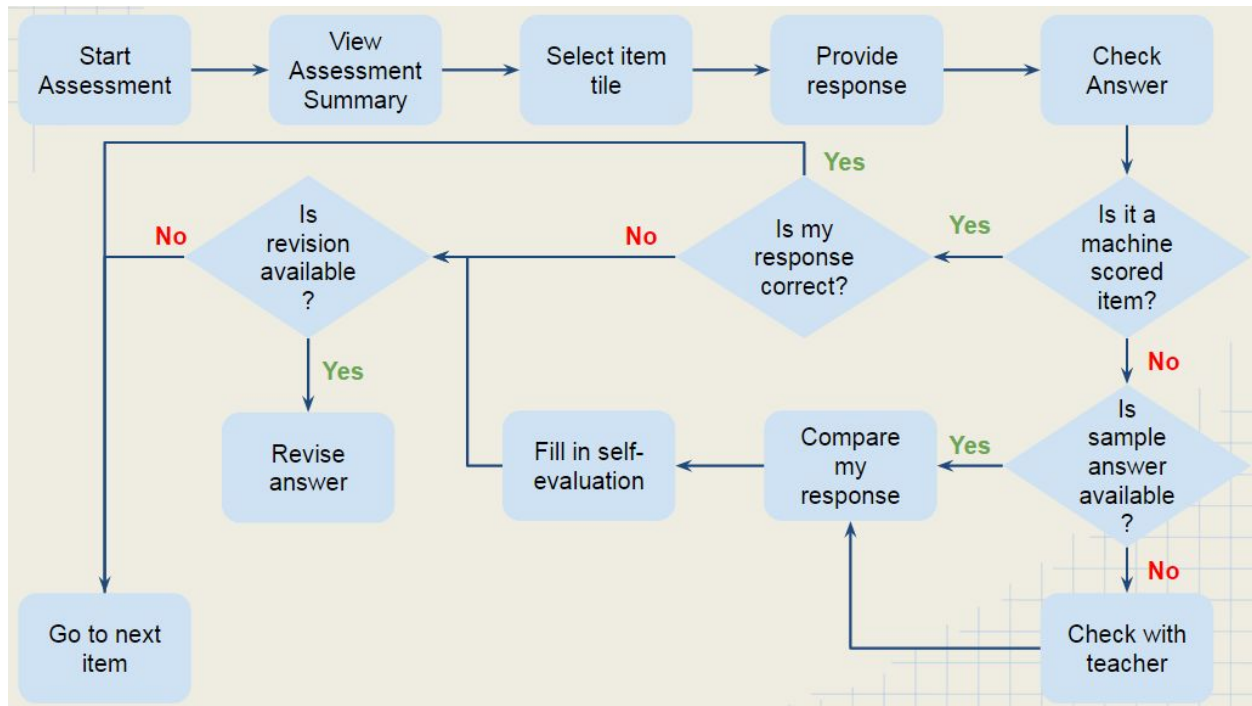 Start
Assessment
View
Assessment
Summary
Select item
tile
Provide
response
Check
Answer
Yes
No
Is
revision
available
?
No
Is my
response
correct?
Yes
Is it a
machine
scored
item?
Yes
No
Revise
answer
Fill in self-
evaluation
Compare
my
response
Yes
Is
sample
answer
available
?
No
Go to next
item
Check with
teacher